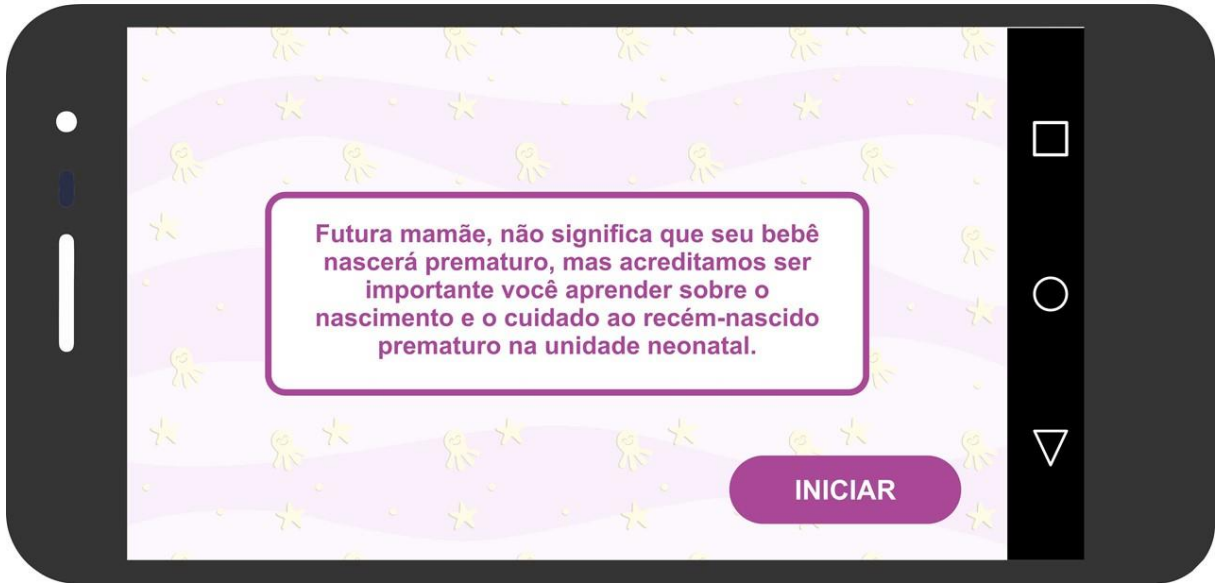 Futura mamãe, não significa que seu bebê
nascerá prematuro, mas acreditamos ser
importante você aprender sobre o
nascimento e o cuidado ao recém-nascido
prematuro na unidade neonatal.
INICIAR